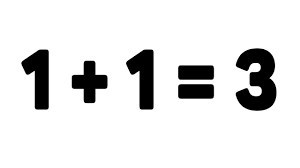 1 + 1 = 3